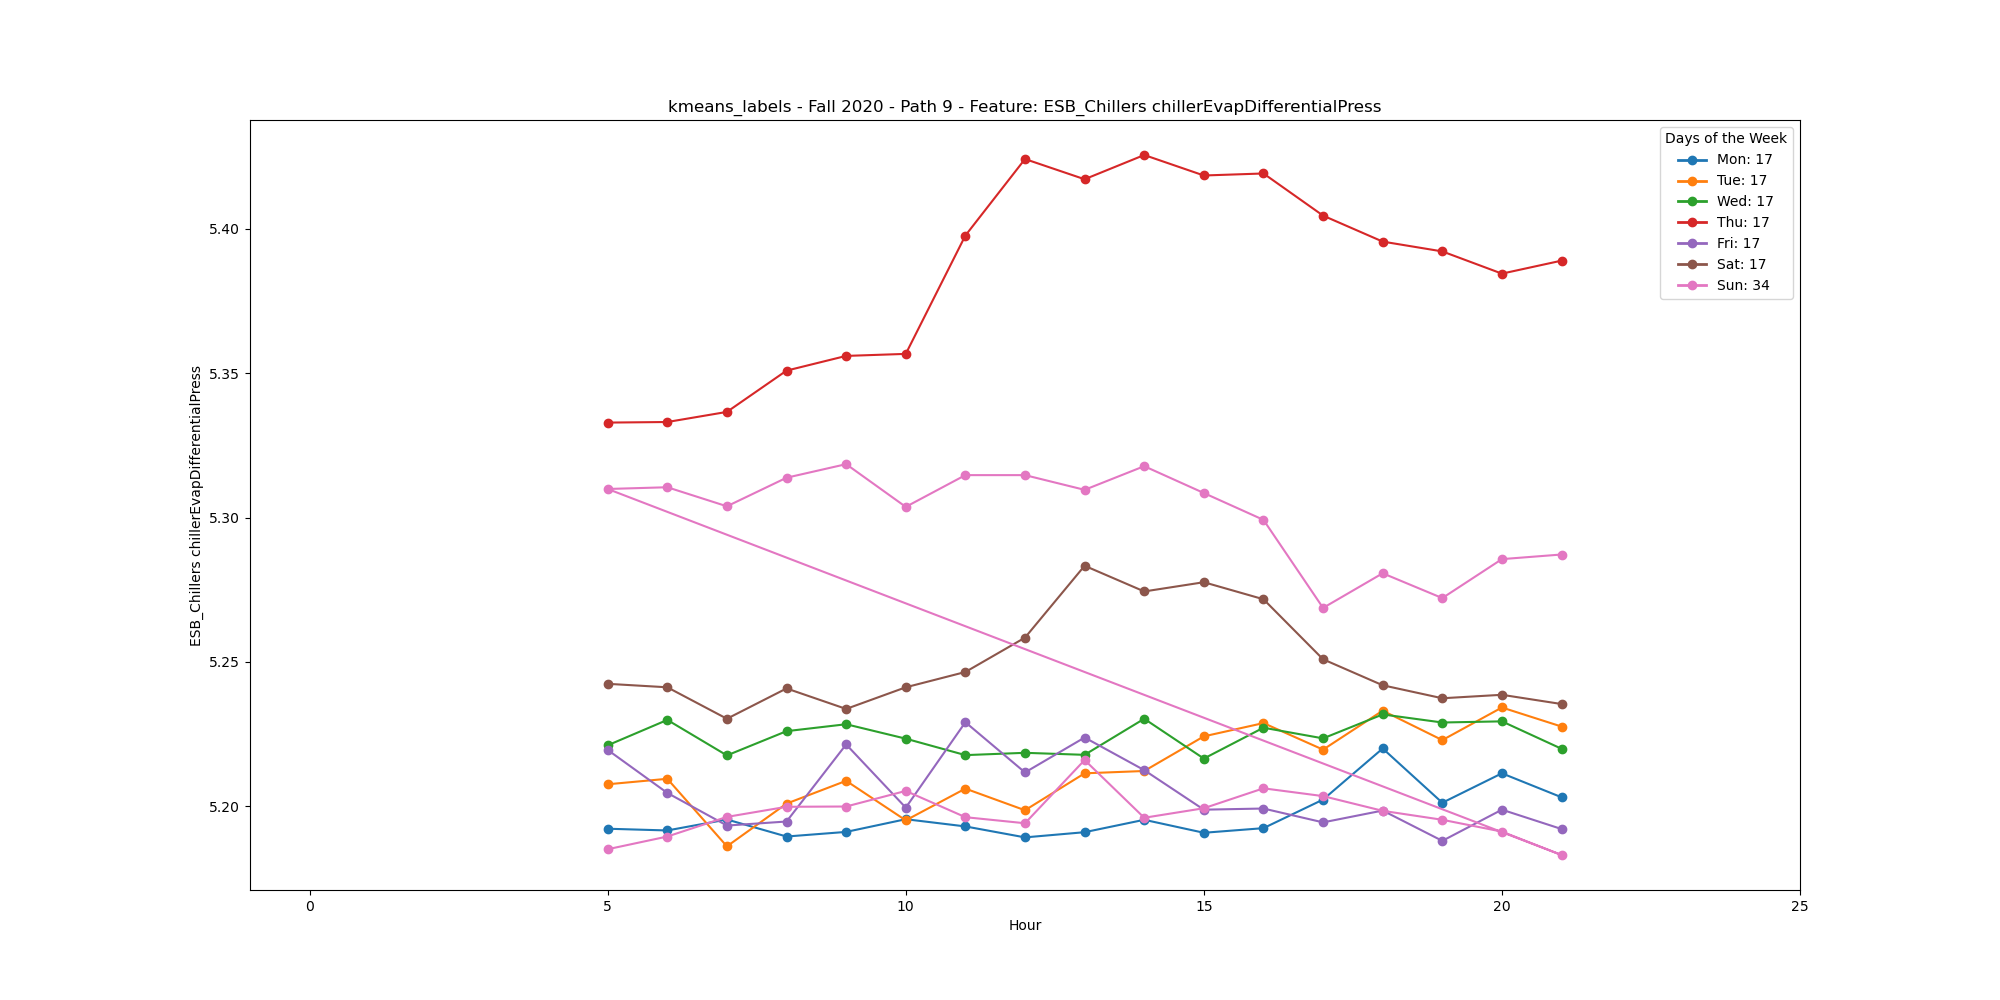 kmeans_labels - Fall 2020 - Path 9 - Feature: ESB_Chillers chillerEvapDifferentialPress
Days of the Week
Mon: 17
Tue: 17
Wed: 17
Thu: 17
Fri: 17
Sat: 17
Sun: 34
ESB_Chillers chillerEvapDifferentialPress
5.40
5.35
5.30
5.25
5.20
0 5 10 15 20 25
Hour